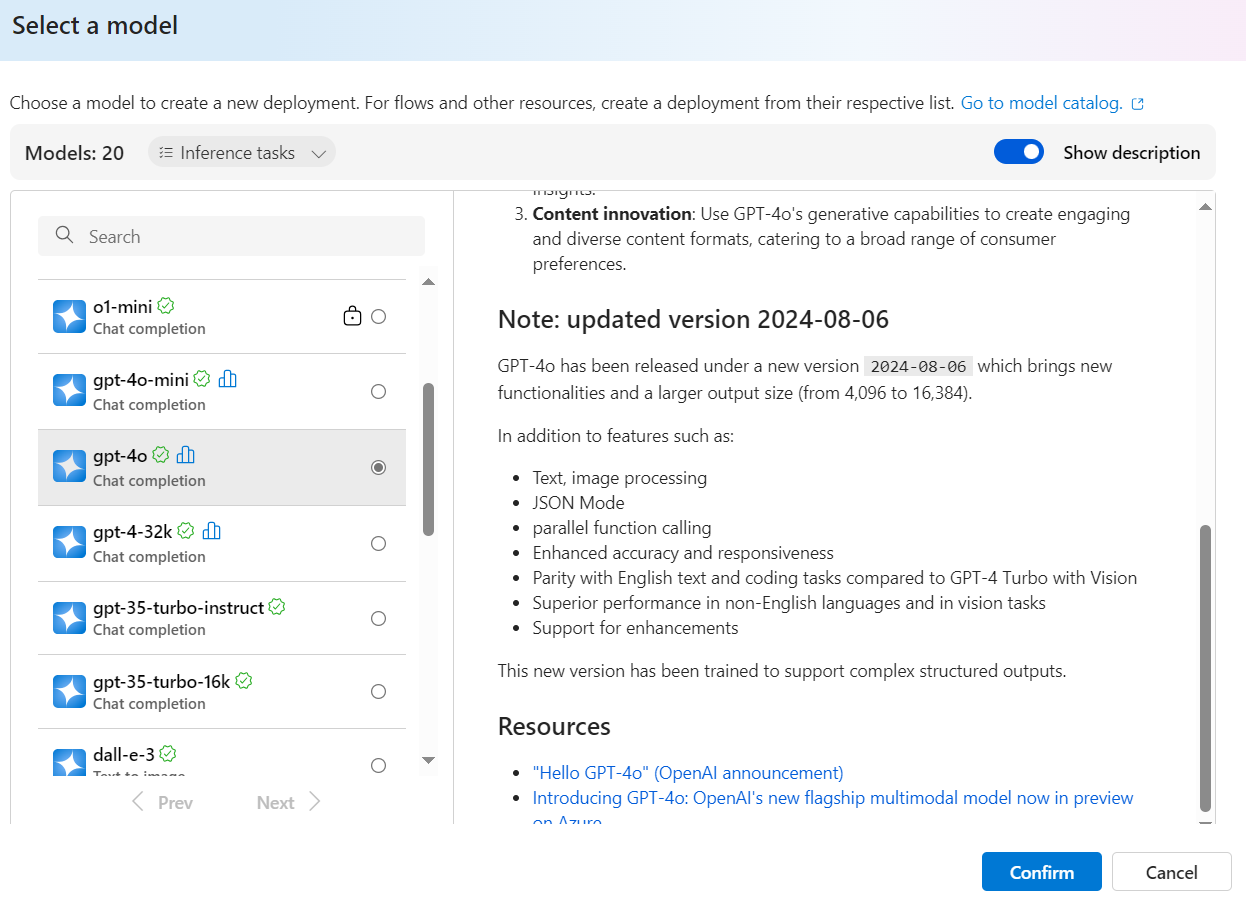 Select a model
Choose a model to create a new deployment. For flows and other resources, create a deployment from their respective list. Go to model catalog.
Models: 20
Inference tasks
Show description
Search
o1-mini
Chat completion
gpt-4o-mini
Chat completion
gpt-4o
Chat completion
gpt-4-32k
Chat completion
gpt-35-turbo-instruct
Chat completion
gpt-35-turbo-16k
Chat completion
dall-e-3
Text to image
Prev
Next
insights.
3. Content innovation: Use GPT-4o's generative capabilities to create engaging
and diverse content formats, catering to a broad range of consumer
preferences.
Note: updated version 2024-08-06
GPT-4o has been released under a new version 2024-08-06 which brings new
functionalities and a larger output size (from 4,096 to 16,384).
In addition to features such as:
• Text, image processing
• JSON Mode
• parallel function calling
• Enhanced accuracy and responsiveness
• Parity with English text and coding tasks compared to GPT-4 Turbo with Vision
• Superior performance in non-English languages and in vision tasks
• Support for enhancements
This new version has been trained to support complex structured outputs.
Resources
• "Hello GPT-4o" (OpenAI announcement)
• Introducing GPT-4o: OpenAI's new flagship multimodal model now in preview
on Azure
Confirm
Cancel